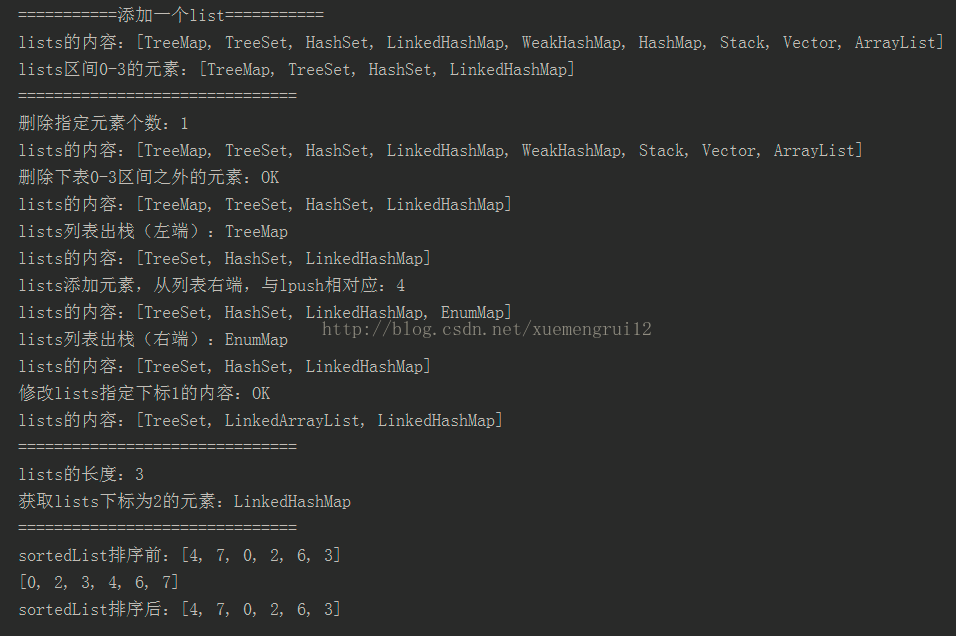 ===========添加一个list===========
lists的内容：[TreeMap, TreeSet, HashSet, LinkedHashMap, WeakHashMap, HashMap, Stack, Vector, ArrayList]
lists区间0-3的元素：[TreeMap, TreeSet, HashSet, LinkedHashMap]
===============================
删除指定元素个数：1
lists的内容：[TreeMap, TreeSet, HashSet, LinkedHashMap, WeakHashMap, Stack, Vector, ArrayList]
删除下表0-3区间之外的元素：OK
lists的内容：[TreeMap, TreeSet, HashSet, LinkedHashMap]
lists列表出栈（左端）：TreeMap
lists的内容：[TreeSet, HashSet, LinkedHashMap]
lists添加元素，从列表右端，与lpush相对应：4
lists的内容：[TreeSet, HashSet, LinkedHashMap, EnumMap]
http://blog.csdn.net/xuemengrui12
lists列表出栈（右端）：EnumMap
lists的内容：[TreeSet, HashSet, LinkedHashMap]
修改lists指定下标1的内容：OK
lists的内容：[TreeSet, LinkedArrayList, LinkedHashMap]
===============================
lists的长度：3
获取lists下标为2的元素：LinkedHashMap
===============================
sortedList排序前：[4, 7, 0, 2, 6, 3]
[0, 2, 3, 4, 6, 7]
sortedList排序后：[4, 7, 0, 2, 6, 3]